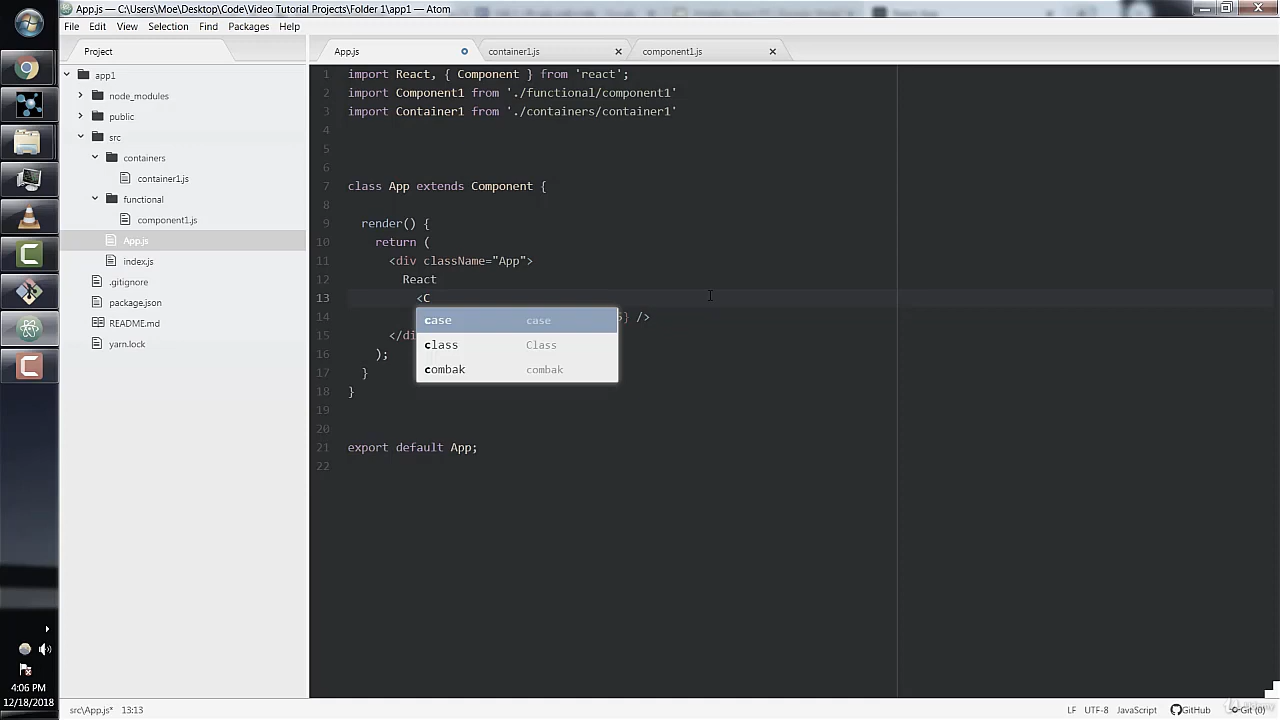 App.js — C:\Users\Moe\Desktop\Code\Video Tutorial Projects\Folder 1\app1 — Atom
File Edit View Selection Find Packages Help
Project
App.js container1.js component1.js
app1
node_modules
public
src
containers
container1.js
functional
component1.js
App.js
index.js
.gitignore
package.json
README.md
yarn.lock
1 import React, { Component } from 'react';
2 import Component1 from './functional/component1'
3 import Container1 from './containers/container1'
4
5
6
7 class App extends Component {
8
9 render() {
10 return (
11 <div className="App">
12 React
13 <C
14 5} />
15 </di
16 );
17 }
18 }
19
20
21 export default App;
22
case case
class Class
combak combak
4:06 PM
12/18/2018
src\App.js* 13:13
LF UTF-8 JavaScript GitHub Git (0)